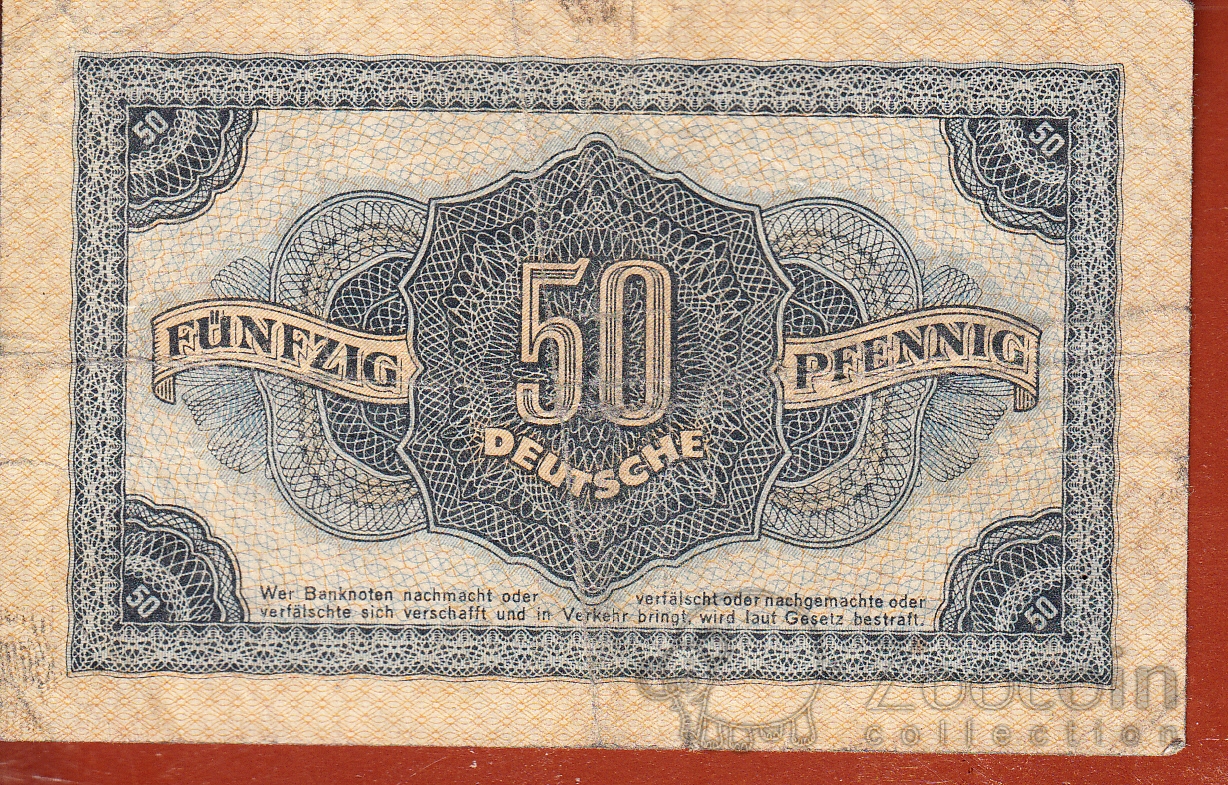 50
50
50
FÜNFZIG
PFENNIG
DEUTSCHE
50
50
Wer Banknoten nachmacht oder verfälscht oder nachgemachte oder
verfälschte sich verschafft und in Verkehr bringt, wird laut Gesetz bestraft.
Zootcoin
collection